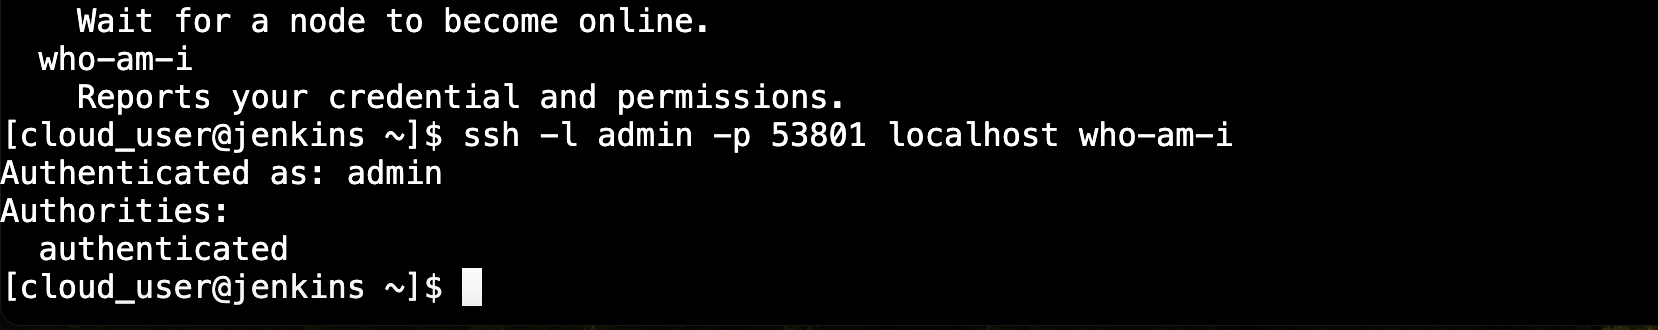 Wait for a node to become online.
who-am-i
Reports your credential and permissions.
[cloud_user@jenkins ~]$ ssh -l admin -p 53801 localhost who-am-i
Authenticated as: admin
Authorities:
authenticated
[cloud_user@jenkins ~]$